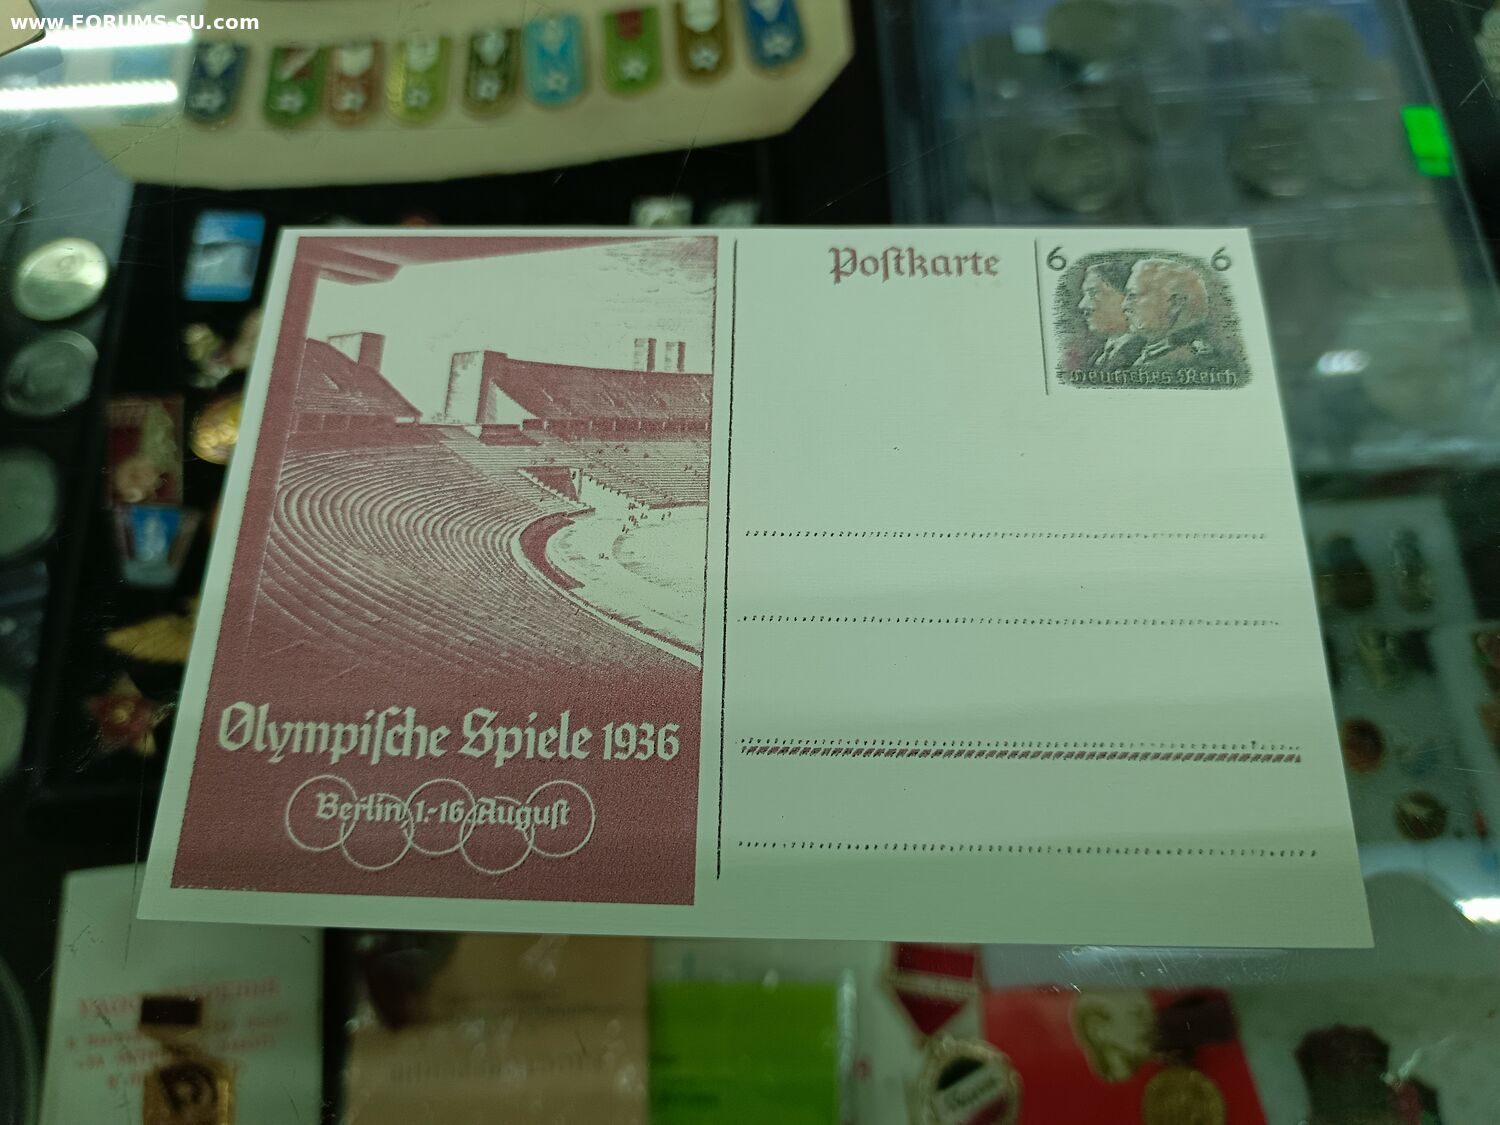 www.FORUMS-SU.com
Poſtkarte
6 6
Deutſches Reich
Olympiſche Spiele 1936
Berlin, 1.-16. Auguſt